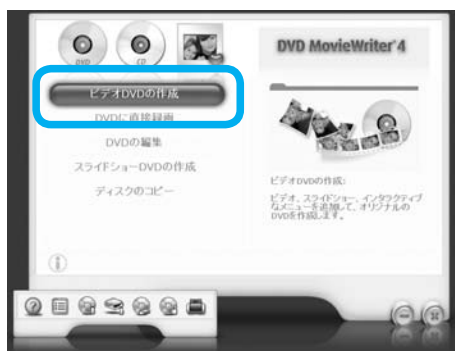 DVD
CD
DVD MovieWriter 4
ビデオDVDの作成
DVDに直接録画
DVDの編集
スライドショーDVDの作成
ディスクのコピー
ビデオDVDの作成:
ビデオ、スライドショー、インタラクティブ
なメニューを追加して、オリジナルの
DVDを作成します。